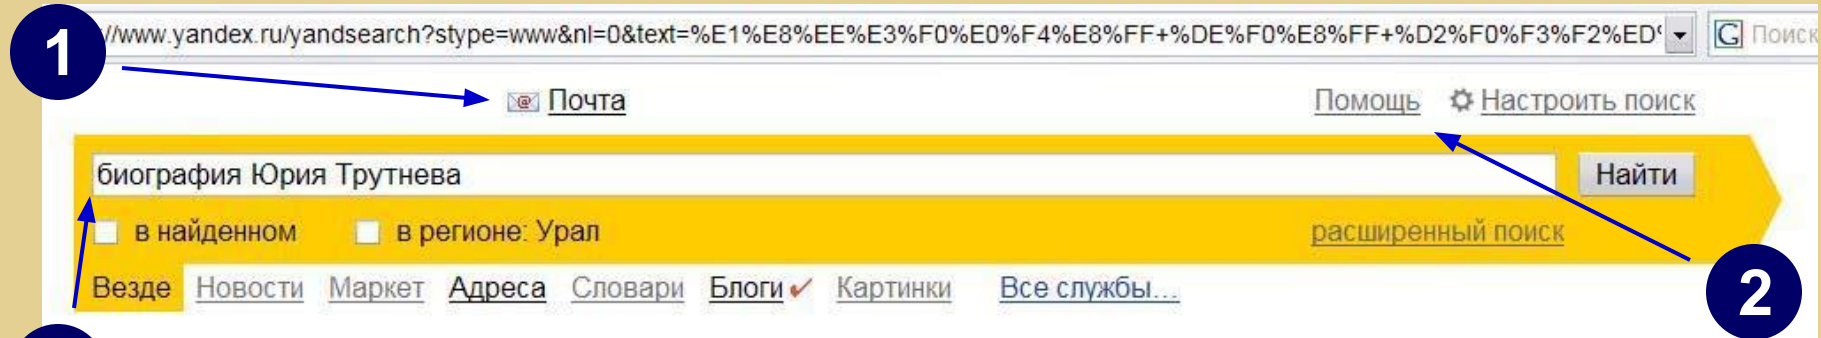 1
//www.yandex.ru/yandsearch?stype=www&nl=0&text=%E1%E8%EE%E3%F0%E0%F4%E8%FF+%DE%F0%E8%FF+%D2%F0%F3%F2%ED% G Поиск
@ Почта Помощь Настроить поиск
биография Юрия Трутнева Найти
в найденном в регионе: Урал расширенный поиск
Везде Новости Маркет Адреса Словари Блоги Картинки Все службы...
2